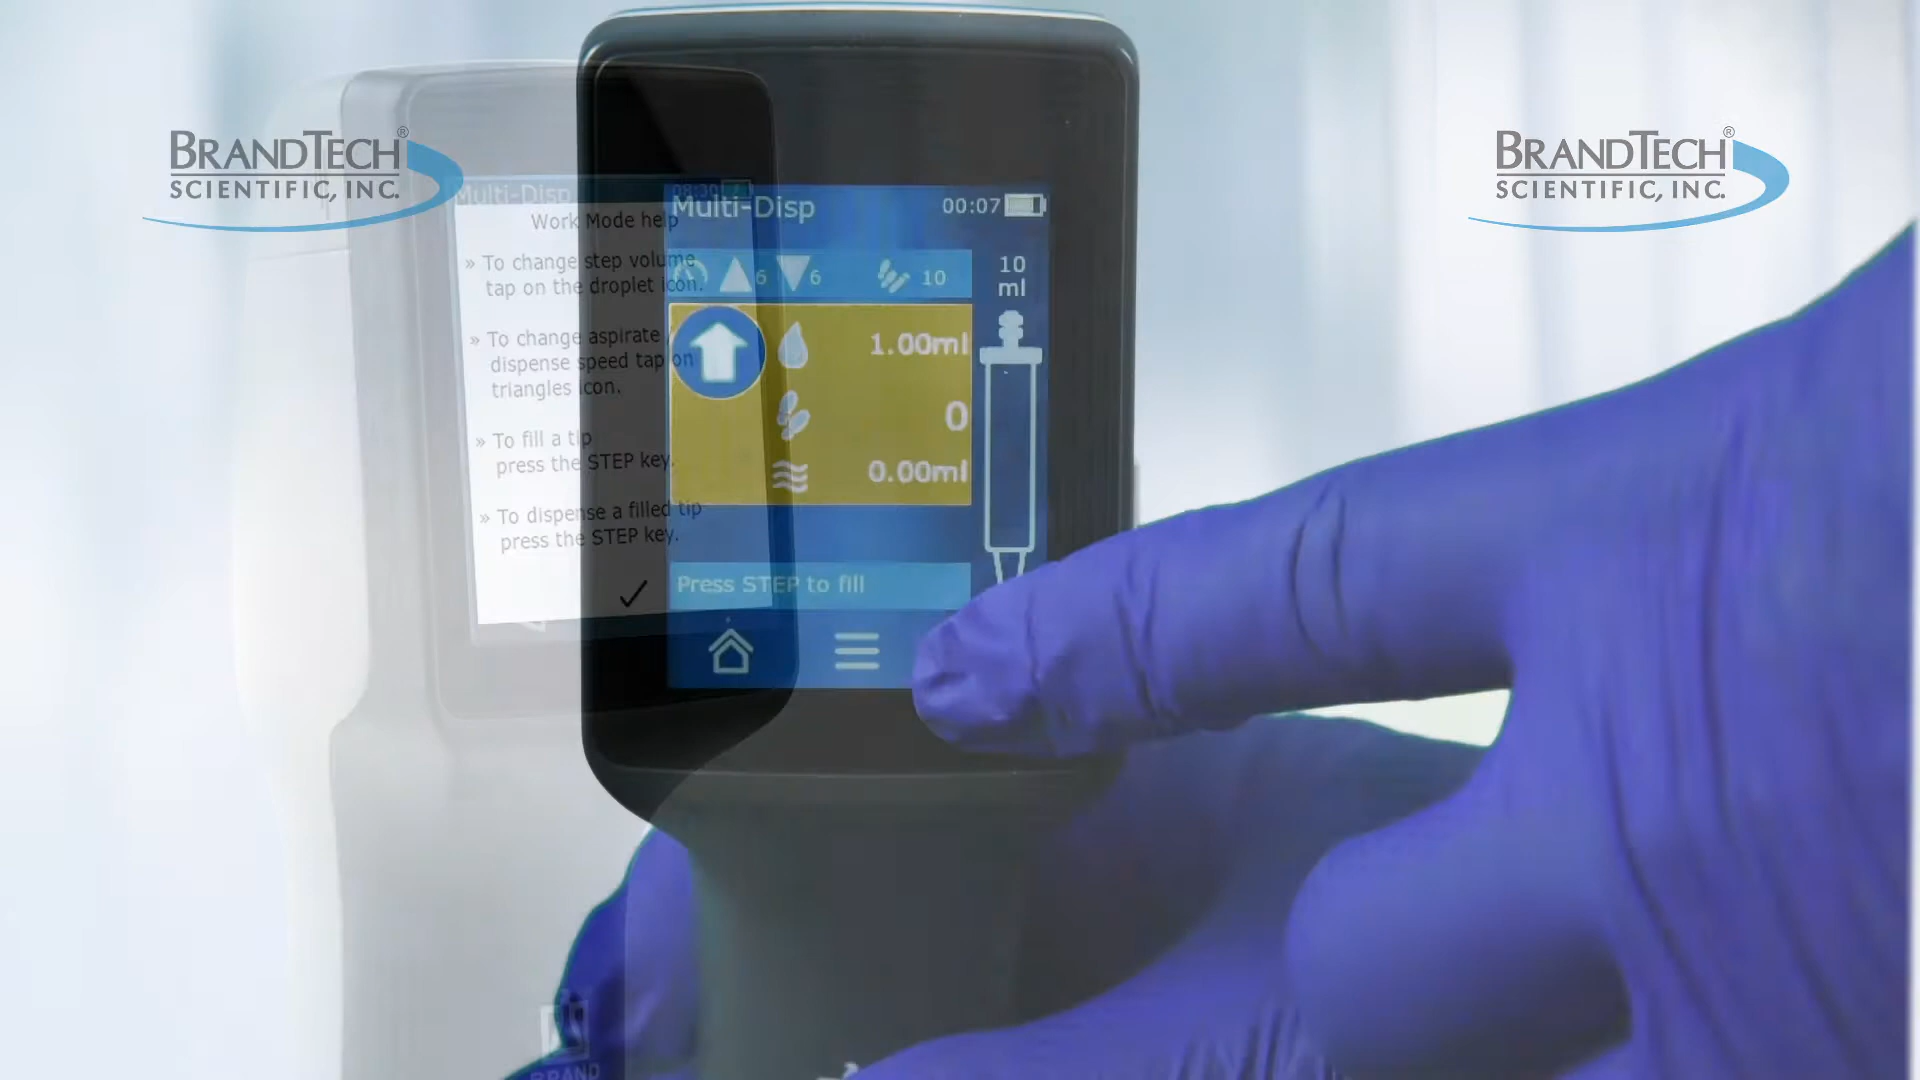 BRANDTECH®
SCIENTIFIC, INC.
BRANDTECH®
SCIENTIFIC, INC.
Multi-Disp 08:30
Work Mode help
» To change step volume
tap on the droplet icon.
» To change aspirate /
dispense speed tap on
triangles icon.
» To fill a tip
press the STEP key.
» To dispense a filled tip
press the STEP key.
Multi-Disp 00:07
6 6 10
10
ml
1.00ml
0
0.00ml
Press STEP to fill
BRAND